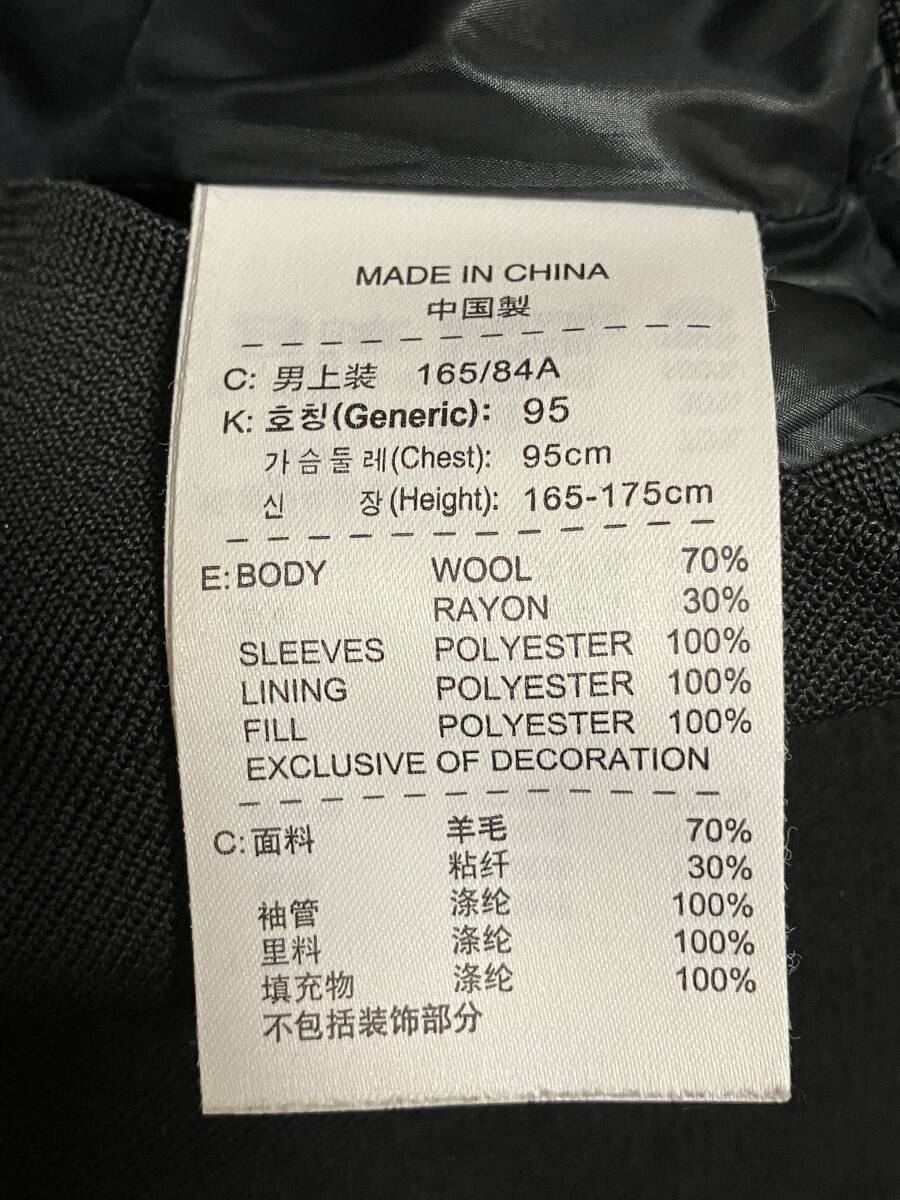 MADE IN CHINA
中国製
C: 男上装 165/84A
K: 호칭(Generic): 95
가슴둘레(Chest): 95cm
신 장(Height): 165-175cm
E: BODY WOOL 70%
RAYON 30%
SLEEVES POLYESTER 100%
LINING POLYESTER 100%
FILL POLYESTER 100%
EXCLUSIVE OF DECORATION
C: 面料 羊毛 70%
粘纤 30%
袖管 涤纶 100%
里料 涤纶 100%
填充物 涤纶 100%
不包括装饰部分